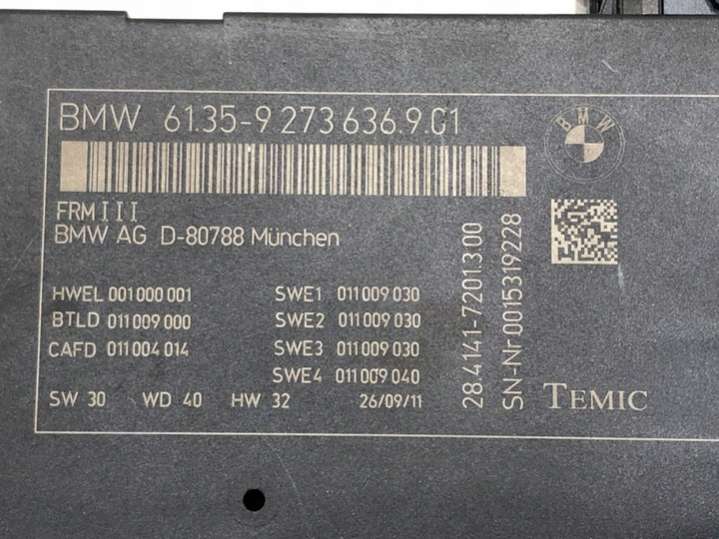 BMW 61.35-9 273 636.9 01
BMW
FRM III
BMW AG D-80788 München
HWEL 001 000 001
BTLD 011 009 000
CAFD 011 004 014
SWE1 011 009 030
SWE2 011 009 030
SWE3 011 009 030
SWE4 011 009 040
SW 30 WD 40 HW 32 26/09/11
28.4141-7201.3 00
SN-Nr 0015319228
TEMIC